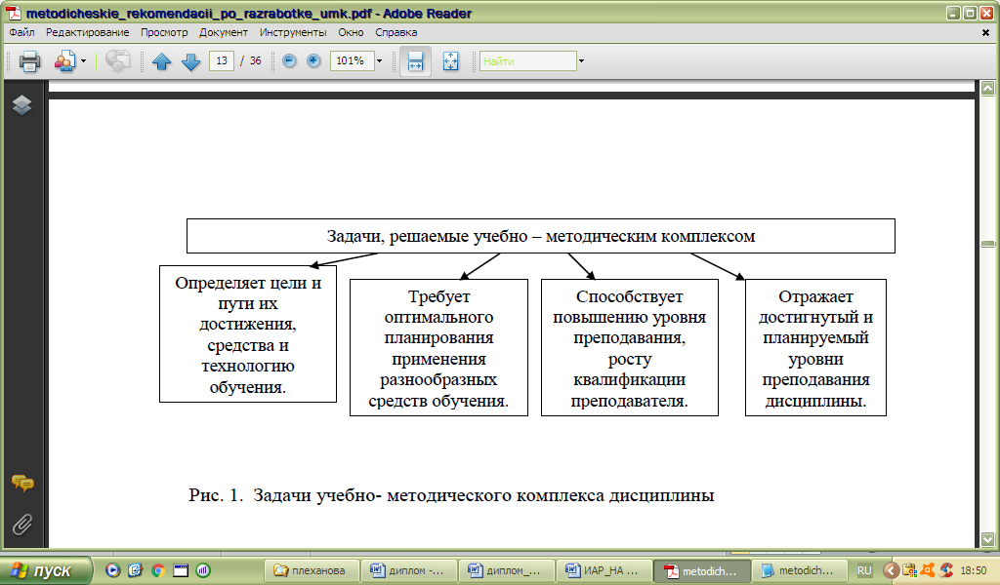 metodicheskie_rekomendacii_po_razrabotke_umk.pdf - Adobe Reader
Файл Редактирование Просмотр Документ Инструменты Окно Справка
13 / 36 101% Найти
Задачи, решаемые учебно – методическим комплексом
Определяет цели и
пути их
достижения,
средства и
технологию
обучения.
Требует
оптимального
планирования
применения
разнообразных
средств обучения.
Способствует
повышению уровня
преподавания,
росту
квалификации
преподавателя.
Отражает
достигнутый и
планируемый
уровни
преподавания
дисциплины.
Рис. 1. Задачи учебно- методического комплекса дисциплины
пуск плеханова диплом -... диплом_... ИАР_НА ... metodich... metodich... RU 18:50